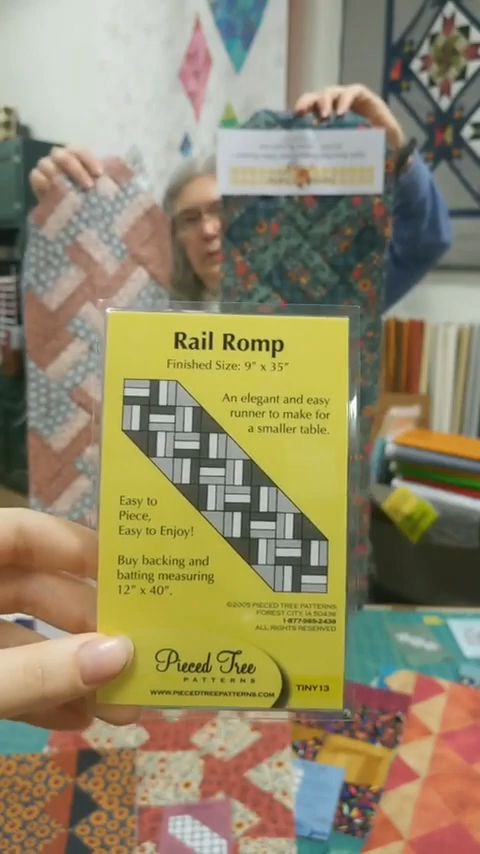 Rail Romp
Finished Size: 9" x 35"
An elegant and easy
runner to make for
a smaller table.
Easy to
Piece,
Easy to Enjoy!
Buy backing and
batting measuring
12" x 40".
©2005 PIECED TREE PATTERNS
FOREST CITY, IA 50436
1-877-985-2438
ALL RIGHTS RESERVED
Pieced Tree
PATTERNS
WWW.PIECEDTREEPATTERNS.COM
TINY13